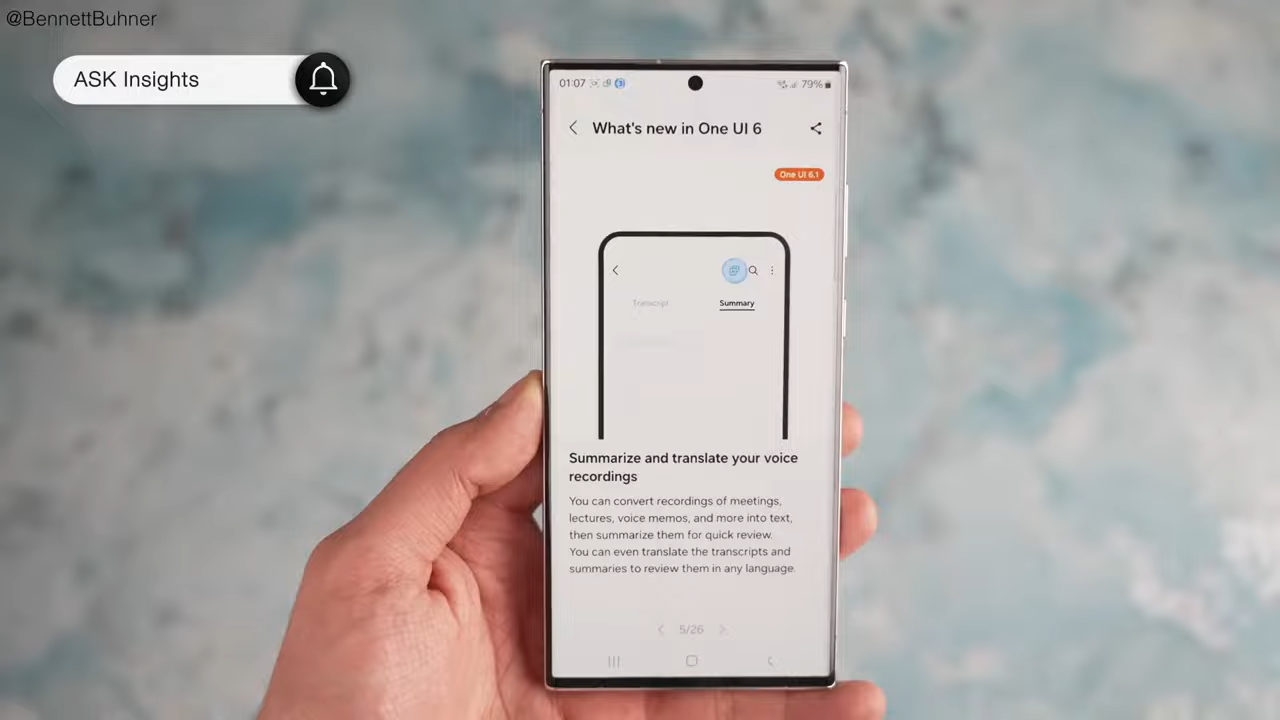 @BennettBuhner
ASK Insights
01:07
79%
What's new in One UI 6
One UI 6.1
Transcript
Summary
Summarize and translate your voice
recordings
You can convert recordings of meetings,
lectures, voice memos, and more into text,
then summarize them for quick review.
You can even translate the transcripts and
summaries to review them in any language.
5/26